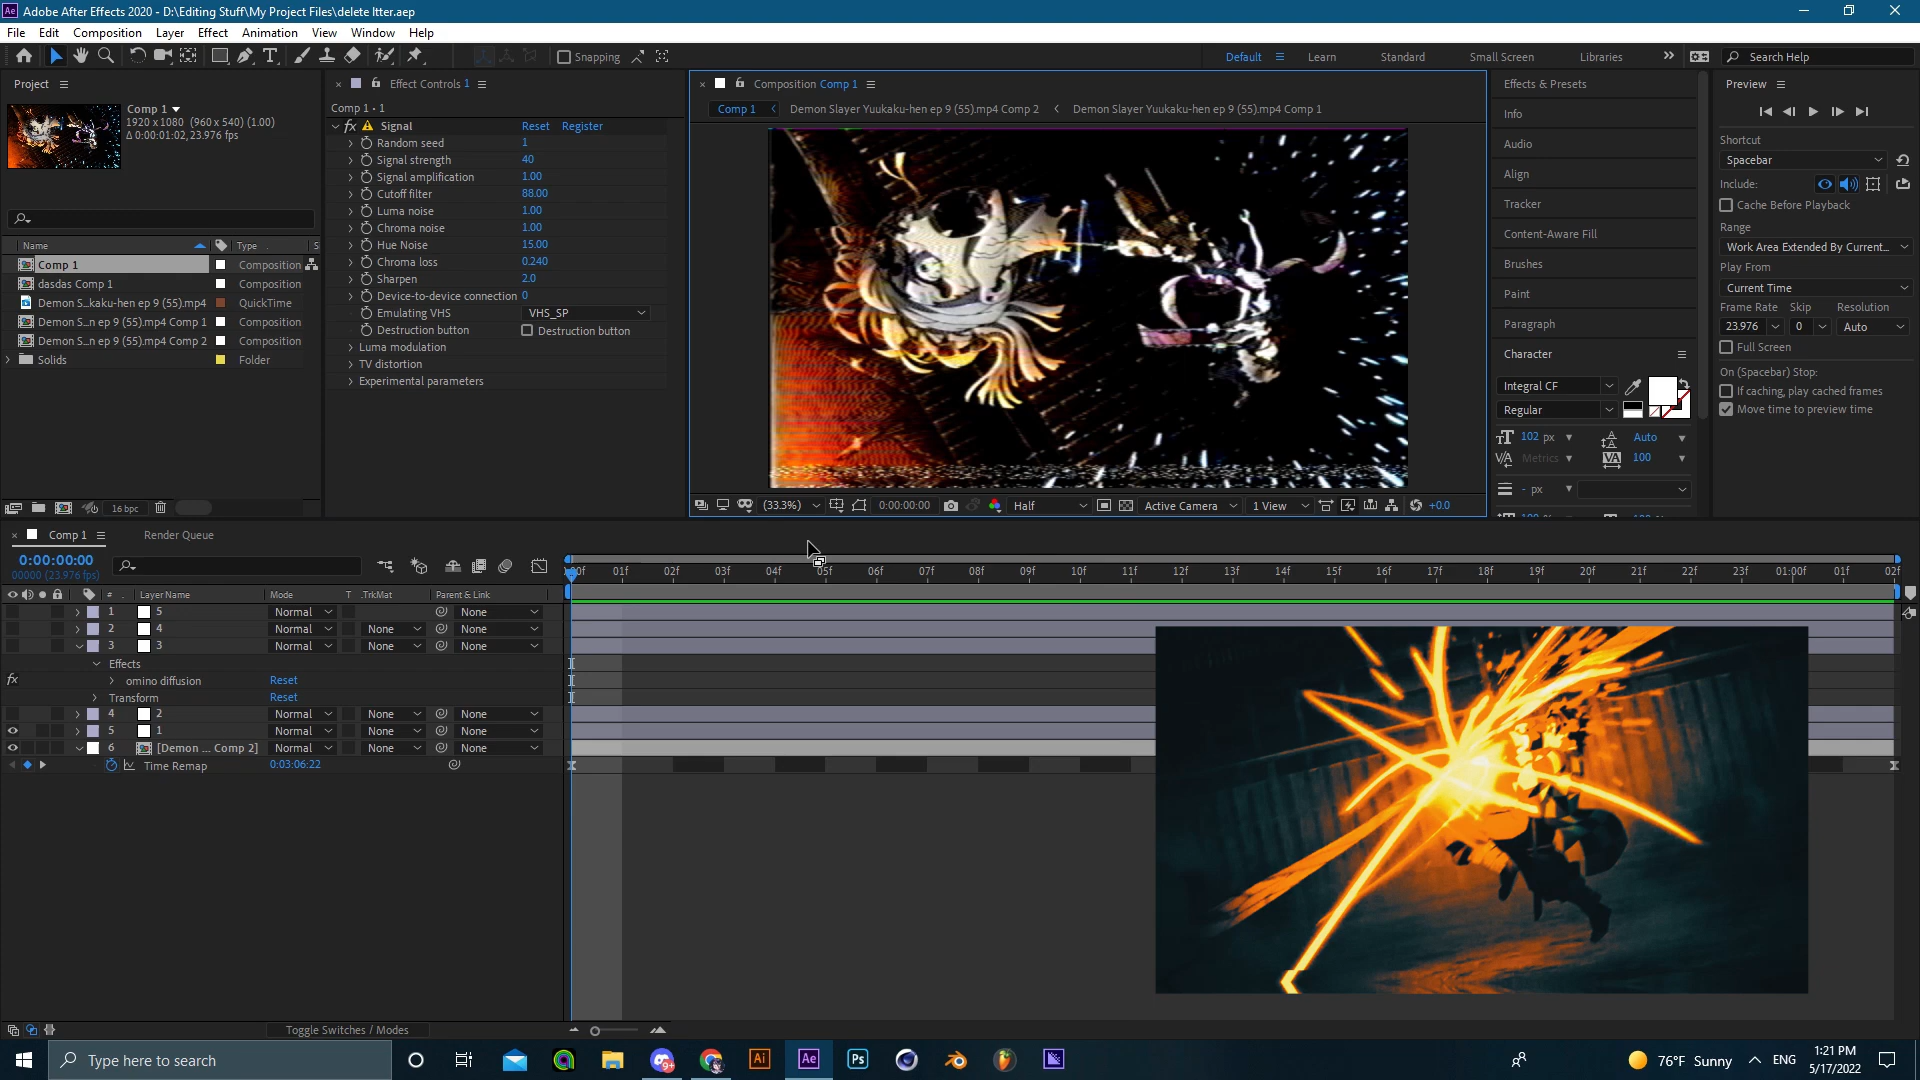 Adobe After Effects 2020 - D:\Editing Stuff\My Project Files\delete ltter.aep
File Edit Composition Layer Effect Animation View Window Help
Snapping
Default Learn Standard Small Screen Libraries Search Help
Project
Comp 1
1920 x 1080 (960 x 540) (1.00)
Δ 0:00:01:02, 23.976 fps
Name Type S
Comp 1 Composition
dasdas Comp 1 Composition
Demon S...kaku-hen ep 9 (55).mp4 QuickTime
Demon S...n ep 9 (55).mp4 Comp 1 Composition
Demon S...n ep 9 (55).mp4 Comp 2 Composition
Solids Folder
16 bpc
Effect Controls 1
Comp 1 • 1
fx Signal Reset Register
Random seed 1
Signal strength 40
Signal amplification 1.00
Cutoff filter 88.00
Luma noise 1.00
Chroma noise 1.00
Hue Noise 15.00
Chroma loss 0.240
Sharpen 2.0
Device-to-device connection 0
Emulating VHS VHS_SP
Destruction button Destruction button
Luma modulation
TV distortion
Experimental parameters
Composition Comp 1
Comp 1 Demon Slayer Yuukaku-hen ep 9 (55).mp4 Comp 2 Demon Slayer Yuukaku-hen ep 9 (55).mp4 Comp 1
(33.3%) 0:00:00:00 Half Active Camera 1 View +0.0
Effects & Presets
Info
Audio
Align
Tracker
Content-Aware Fill
Brushes
Paint
Paragraph
Character
Integral CF
Regular
102 px Auto
Metrics 100
- px
Preview
Shortcut
Spacebar
Include:
Cache Before Playback
Range
Work Area Extended By Current...
Play From
Current Time
Frame Rate Skip Resolution
23.976 0 Auto
Full Screen
On (Spacebar) Stop:
If caching, play cached frames
Move time to preview time
Comp 1 Render Queue
0:00:00:00
00000 (23.976 fps)
01f 02f 03f 04f 05f 06f 07f 08f 09f 10f 11f 12f 13f 14f 15f 16f 17f 18f 19f 20f 21f 22f 23f 01:00f 01f 02f
# Layer Name Mode T .TrkMat Parent & Link
1 5 Normal None
2 4 Normal None None
3 3 Normal None None
Effects
fx omino diffusion Reset
Transform Reset
4 2 Normal None None
5 1 Normal None None
6 [Demon ... Comp 2] Normal None None
Time Remap 0:03:06:22
Toggle Switches / Modes
Type here to search
Ai Ae Ps
76°F Sunny ENG
1:21 PM
5/17/2022